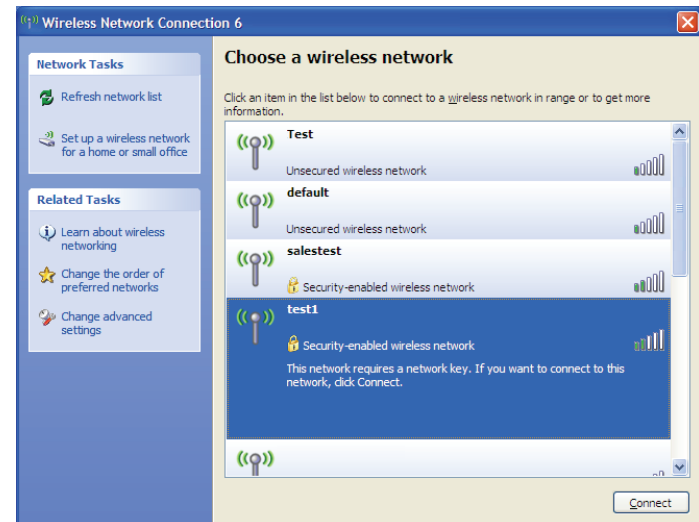 Wireless Network Connection 6
Network Tasks
Refresh network list
Set up a wireless network
for a home or small office
Related Tasks
Learn about wireless
networking
Change the order of
preferred networks
Change advanced
settings
Choose a wireless network
Click an item in the list below to connect to a wireless network in range or to get more
information.
Test
Unsecured wireless network
default
Unsecured wireless network
salestest
Security-enabled wireless network
test1
Security-enabled wireless network
This network requires a network key. If you want to connect to this
network, click Connect.
Connect